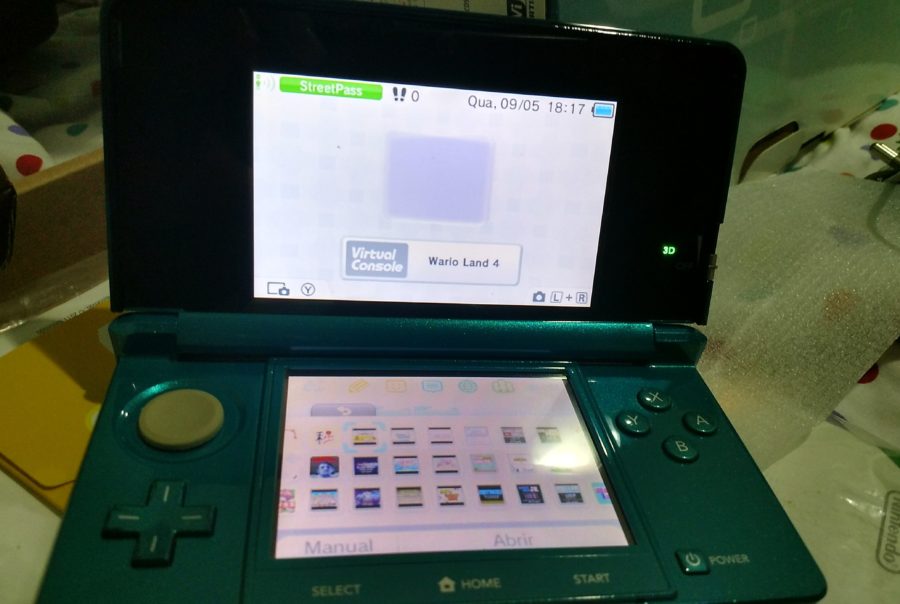 StreetPass
0
Qua, 09/05 18:17
3D
OFF
Virtual
Console
Wario Land 4
Y
L + R
X
Y
A
B
Manual
Abrir
SELECT
HOME
START
POWER
Nintendo